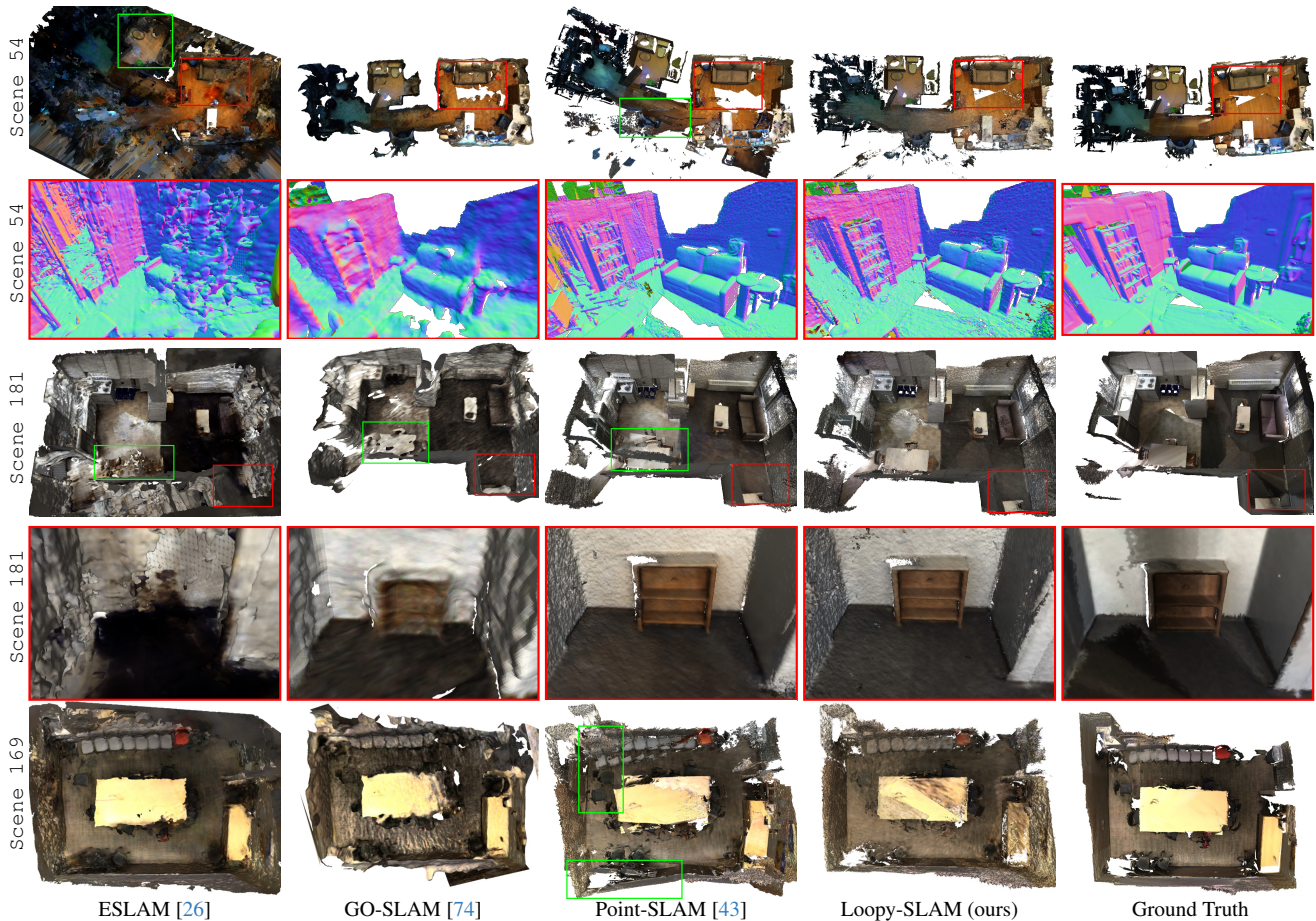 Scene 54
Scene 54
Scene 181
Scene 181
Scene 169
ESLAM [26] GO-SLAM [74] Point-SLAM [43] Loopy-SLAM (ours) Ground Truth